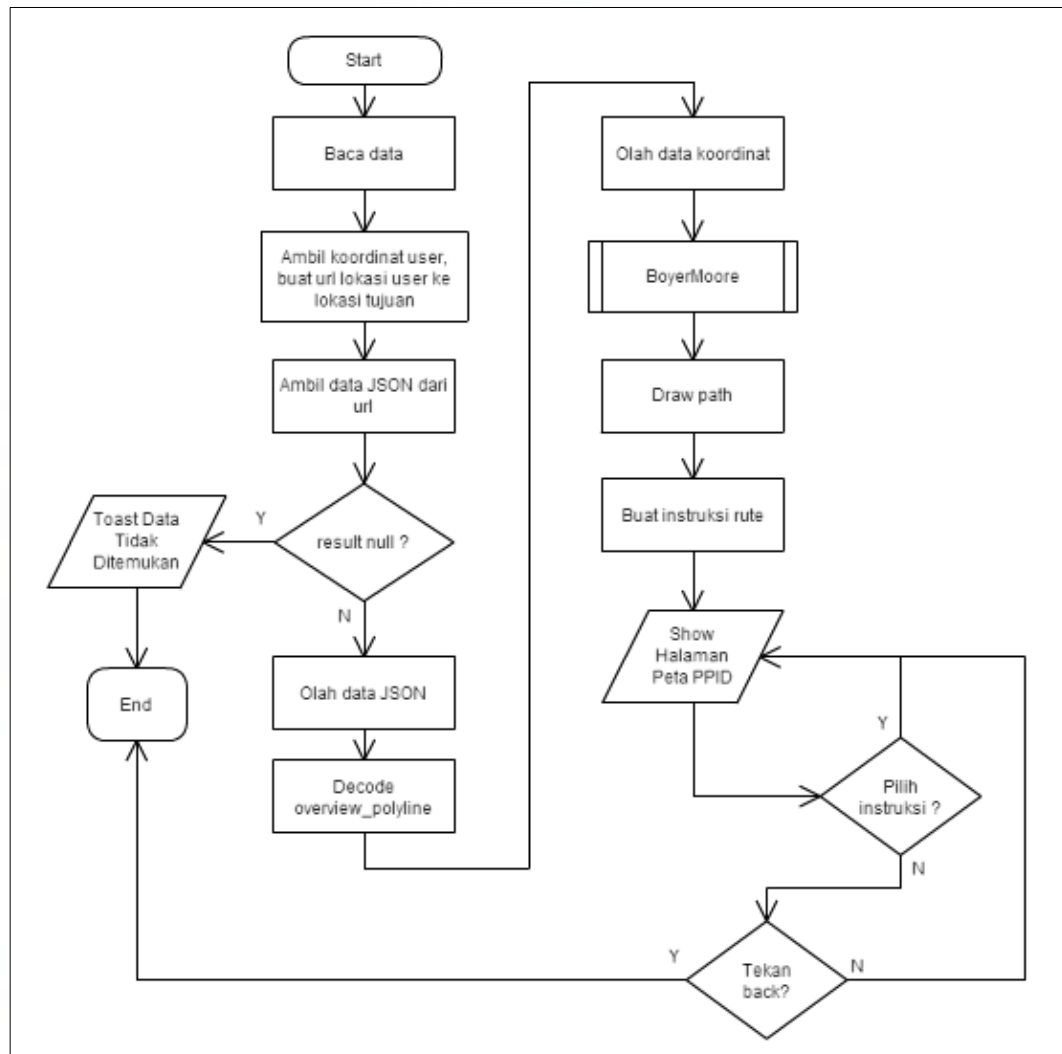 Start
Baca data
Ambil koordinat user,
buat url lokasi user ke
lokasi tujuan
Ambil data JSON dari
url
result null ?
Y
Toast Data
Tidak
Ditemukan
End
N
Olah data JSON
Decode
overview_polyline
Olah data koordinat
BoyerMoore
Draw path
Buat instruksi rute
Show
Halaman
Peta PPID
Y
Pilih
instruksi ?
N
Tekan
back?
Y
N